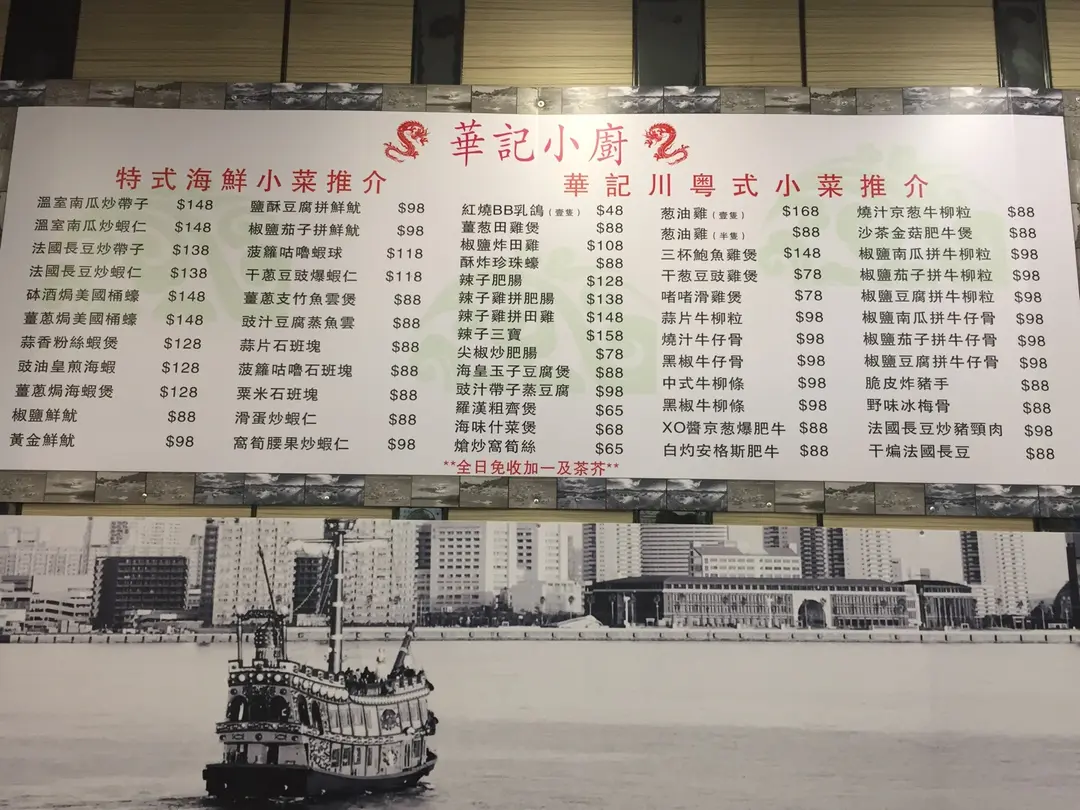 華記小廚
特式海鮮小菜推介
溫室南瓜炒帶子 $148
溫室南瓜炒蝦仁 $148
法國長豆炒帶子 $138
法國長豆炒蝦仁 $138
砵酒焗美國桶蠔 $148
薑蔥焗美國桶蠔 $148
蒜香粉絲蝦煲 $128
豉油皇煎海蝦 $128
薑蔥焗海蝦煲 $128
椒鹽鮮魷 $88
黃金鮮魷 $98
鹽酥豆腐拼鮮魷 $98
椒鹽茄子拼鮮魷 $98
菠籮咕嚕蝦球 $118
干蔥豆豉爆蝦仁 $118
薑蔥支竹魚雲煲 $88
豉汁豆腐蒸魚雲 $88
蒜片石班塊 $88
菠籮咕嚕石班塊 $88
粟米石班塊 $88
滑蛋炒蝦仁 $88
窩筍腰果炒蝦仁 $98
華記川粵式小菜推介
紅燒BB乳鴿(壹隻) $48
薑葱田雞煲 $88
椒鹽炸田雞 $108
酥炸珍珠蠔 $88
辣子肥腸 $128
辣子雞拼肥腸 $138
辣子雞拼田雞 $148
辣子三寶 $158
尖椒炒肥腸 $78
海皇玉子豆腐煲 $88
豉汁帶子蒸豆腐 $98
羅漢粗齊煲 $65
海味什菜煲 $68
熗炒窩筍絲 $65
葱油雞(壹隻) $168
葱油雞(半隻) $88
三杯鮑魚雞煲 $148
干葱豆豉雞煲 $78
啫啫滑雞煲 $78
蒜片牛柳粒 $98
燒汁牛仔骨 $98
黑椒牛仔骨 $98
中式牛柳條 $98
黑椒牛柳條 $98
XO醬京葱爆肥牛 $88
白灼安格斯肥牛 $88
燒汁京葱牛柳粒 $88
沙茶金菇肥牛煲 $88
椒鹽南瓜拼牛柳粒 $98
椒鹽茄子拼牛柳粒 $98
椒鹽豆腐拼牛柳粒 $98
椒鹽南瓜拼牛仔骨 $98
椒鹽茄子拼牛仔骨 $98
椒鹽豆腐拼牛仔骨 $98
脆皮炸豬手 $88
野味冰梅骨 $88
法國長豆炒豬頸肉 $98
干煸法國長豆 $88
**全日免收加一及茶芥**